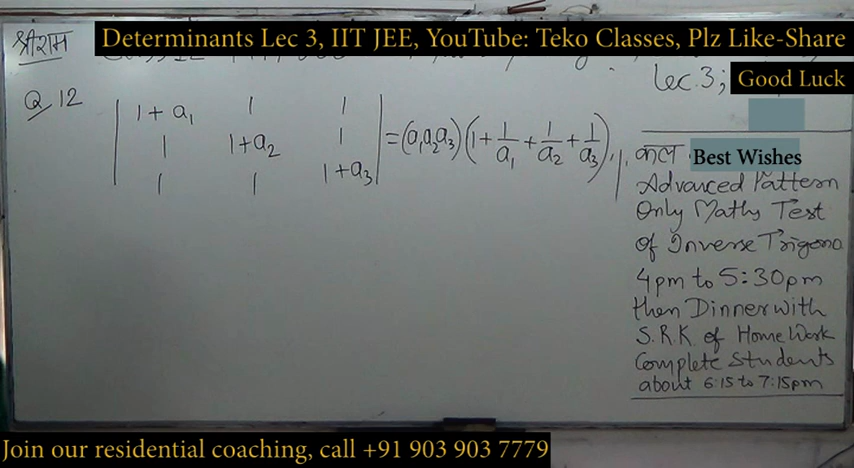 श्रीराम
Determinants Lec 3, IIT JEE, YouTube: Teko Classes, Plz Like-Share
Lec.3;
Good Luck
Q. 12
| 1+a₁ 1 1 |
| 1 1+a₂ 1 | = (a₁a₂a₃)(1 + 1/a₁ + 1/a₂ + 1/a₃),
| 1 1 1+a₃ |
कल
Best Wishes
Advanced Pattern
Only Maths Test
of Inverse Trigono
4pm to 5:30pm
then Dinner with
S.R.K. of Home Work
Complete Students
about 6:15 to 7:15pm
Join our residential coaching, call +91 903 903 7779